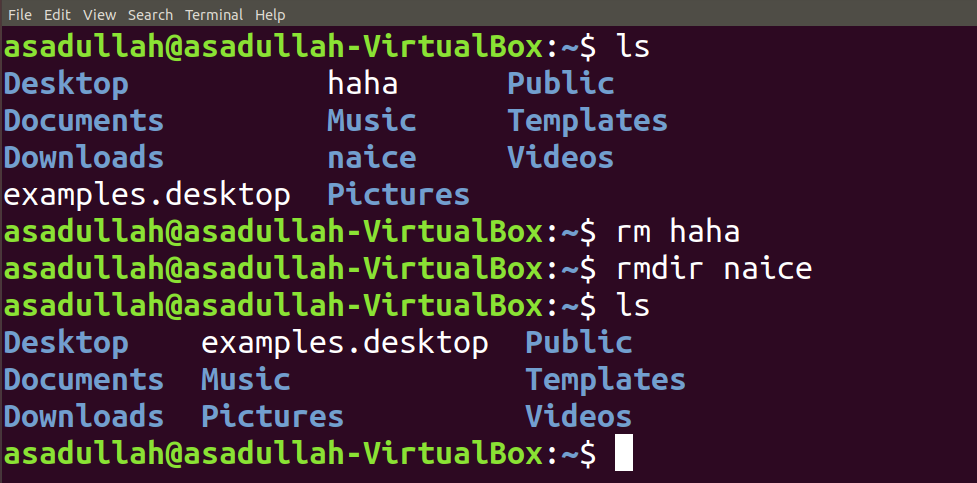 File Edit View Search Terminal Help
asadullah@asadullah-VirtualBox:~$ ls
Desktop haha Public
Documents Music Templates
Downloads naice Videos
examples.desktop Pictures
asadullah@asadullah-VirtualBox:~$ rm haha
asadullah@asadullah-VirtualBox:~$ rmdir naice
asadullah@asadullah-VirtualBox:~$ ls
Desktop examples.desktop Public
Documents Music Templates
Downloads Pictures Videos
asadullah@asadullah-VirtualBox:~$